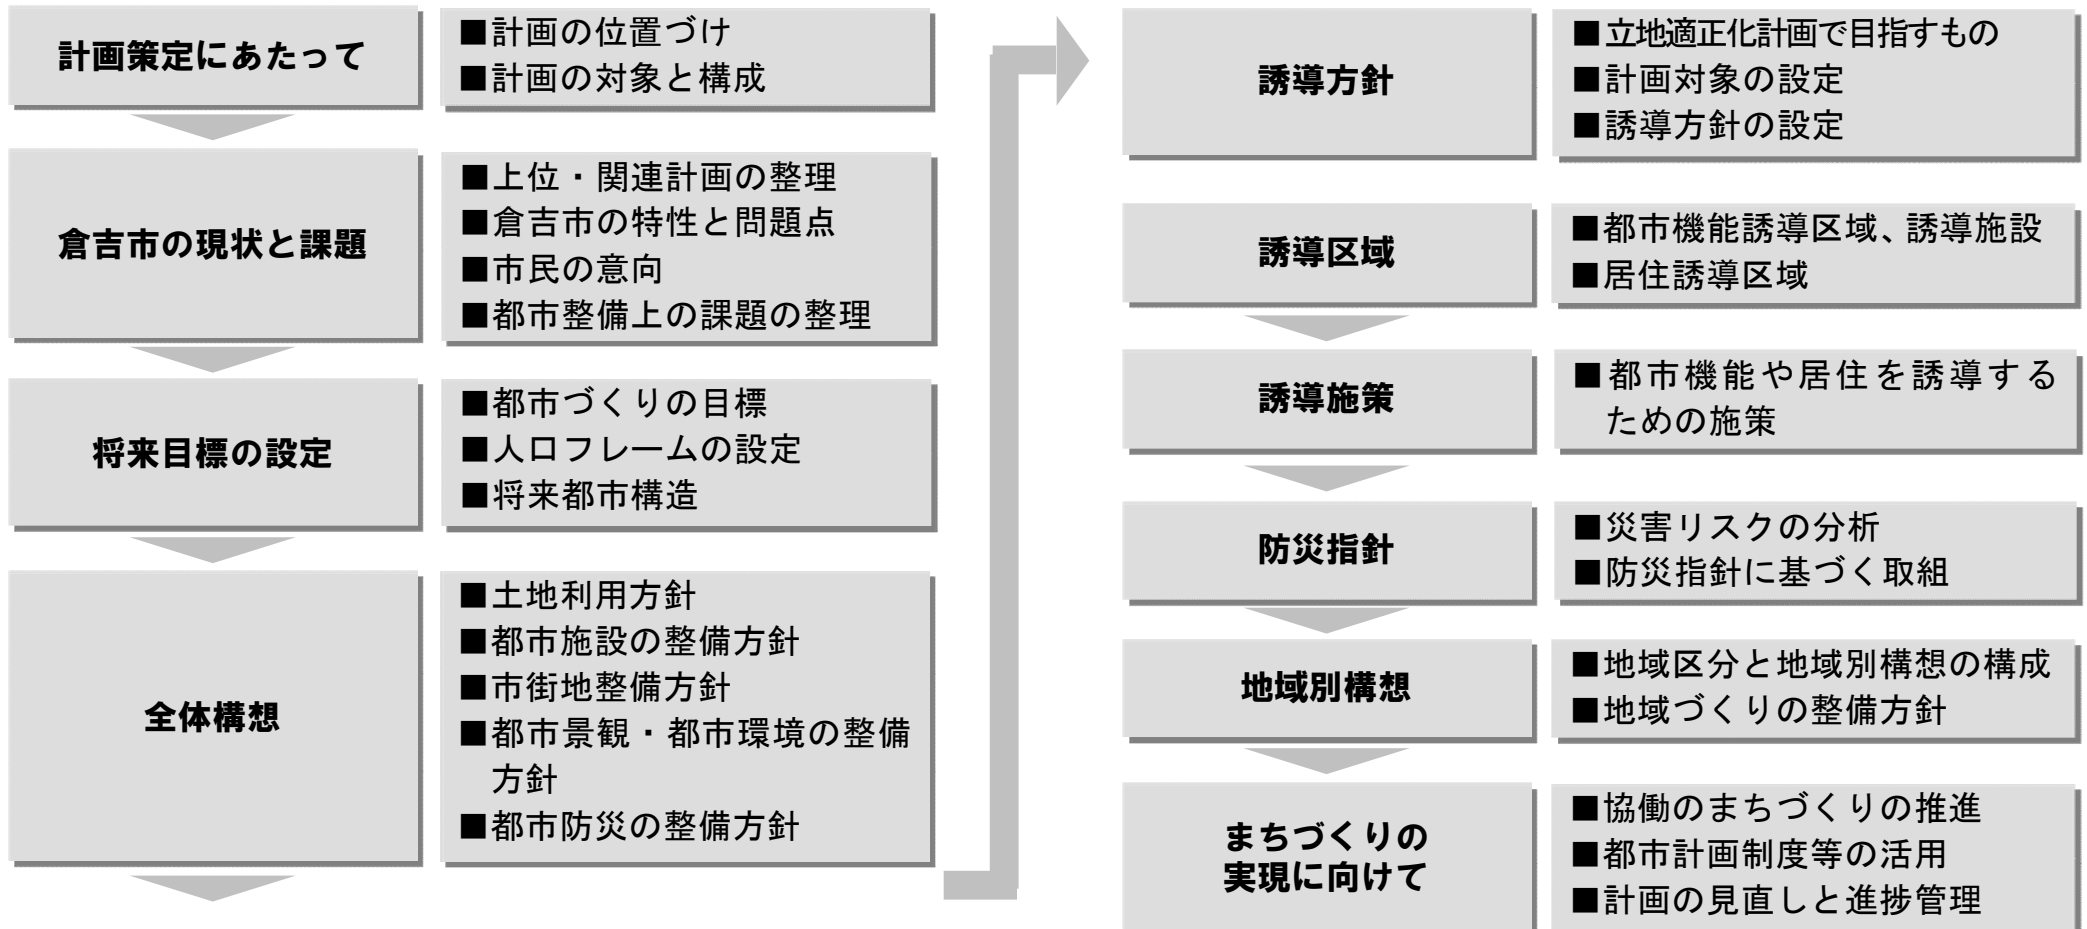 計画策定にあたって
■計画の位置づけ
■計画の対象と構成
倉吉市の現状と課題
■上位・関連計画の整理
■倉吉市の特性と問題点
■市民の意向
■都市整備上の課題の整理
将来目標の設定
■都市づくりの目標
■人口フレームの設定
■将来都市構造
全体構想
■土地利用方針
■都市施設の整備方針
■市街地整備方針
■都市景観・都市環境の整備
方針
■都市防災の整備方針
誘導方針
■立地適正化計画で目指すもの
■計画対象の設定
■誘導方針の設定
誘導区域
■都市機能誘導区域、誘導施設
■居住誘導区域
誘導施策
■都市機能や居住を誘導する
ための施策
防災指針
■災害リスクの分析
■防災指針に基づく取組
地域別構想
■地域区分と地域別構想の構成
■地域づくりの整備方針
まちづくりの
実現に向けて
■協働のまちづくりの推進
■都市計画制度等の活用
■計画の見直しと進捗管理